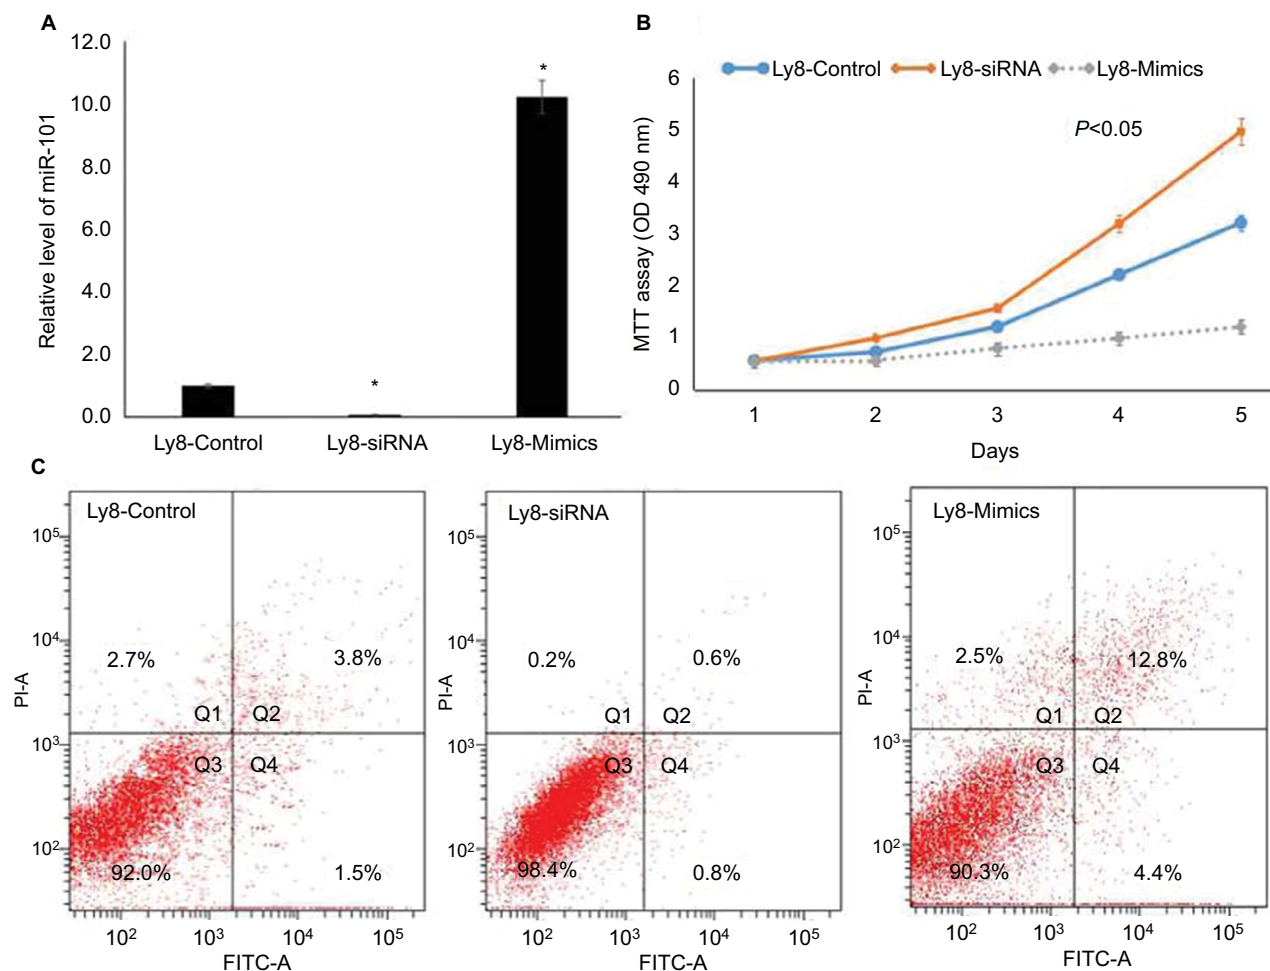 A
12.0
10.0
8.0
6.0
4.0
2.0
0.0
Relative level of miR-101
*
*
Ly8-Control
Ly8-siRNA
Ly8-Mimics
B
Ly8-Control
Ly8-siRNA
Ly8-Mimics
P<0.05
6
5
4
3
2
1
0
MTT assay (OD 490 nm)
1 2 3 4 5
Days
C
Ly8-Control
10⁵
10⁴
10³
10²
PI-A
2.7%
3.8%
Q1 Q2
Q3 Q4
92.0%
1.5%
10² 10³ 10⁴ 10⁵
FITC-A
Ly8-siRNA
10⁵
10⁴
10³
10²
PI-A
0.2%
0.6%
Q1 Q2
Q3 Q4
98.4%
0.8%
10² 10³ 10⁴ 10⁵
FITC-A
Ly8-Mimics
10⁵
10⁴
10³
10²
PI-A
2.5%
12.8%
Q1 Q2
Q3 Q4
90.3%
4.4%
10² 10³ 10⁴ 10⁵
FITC-A